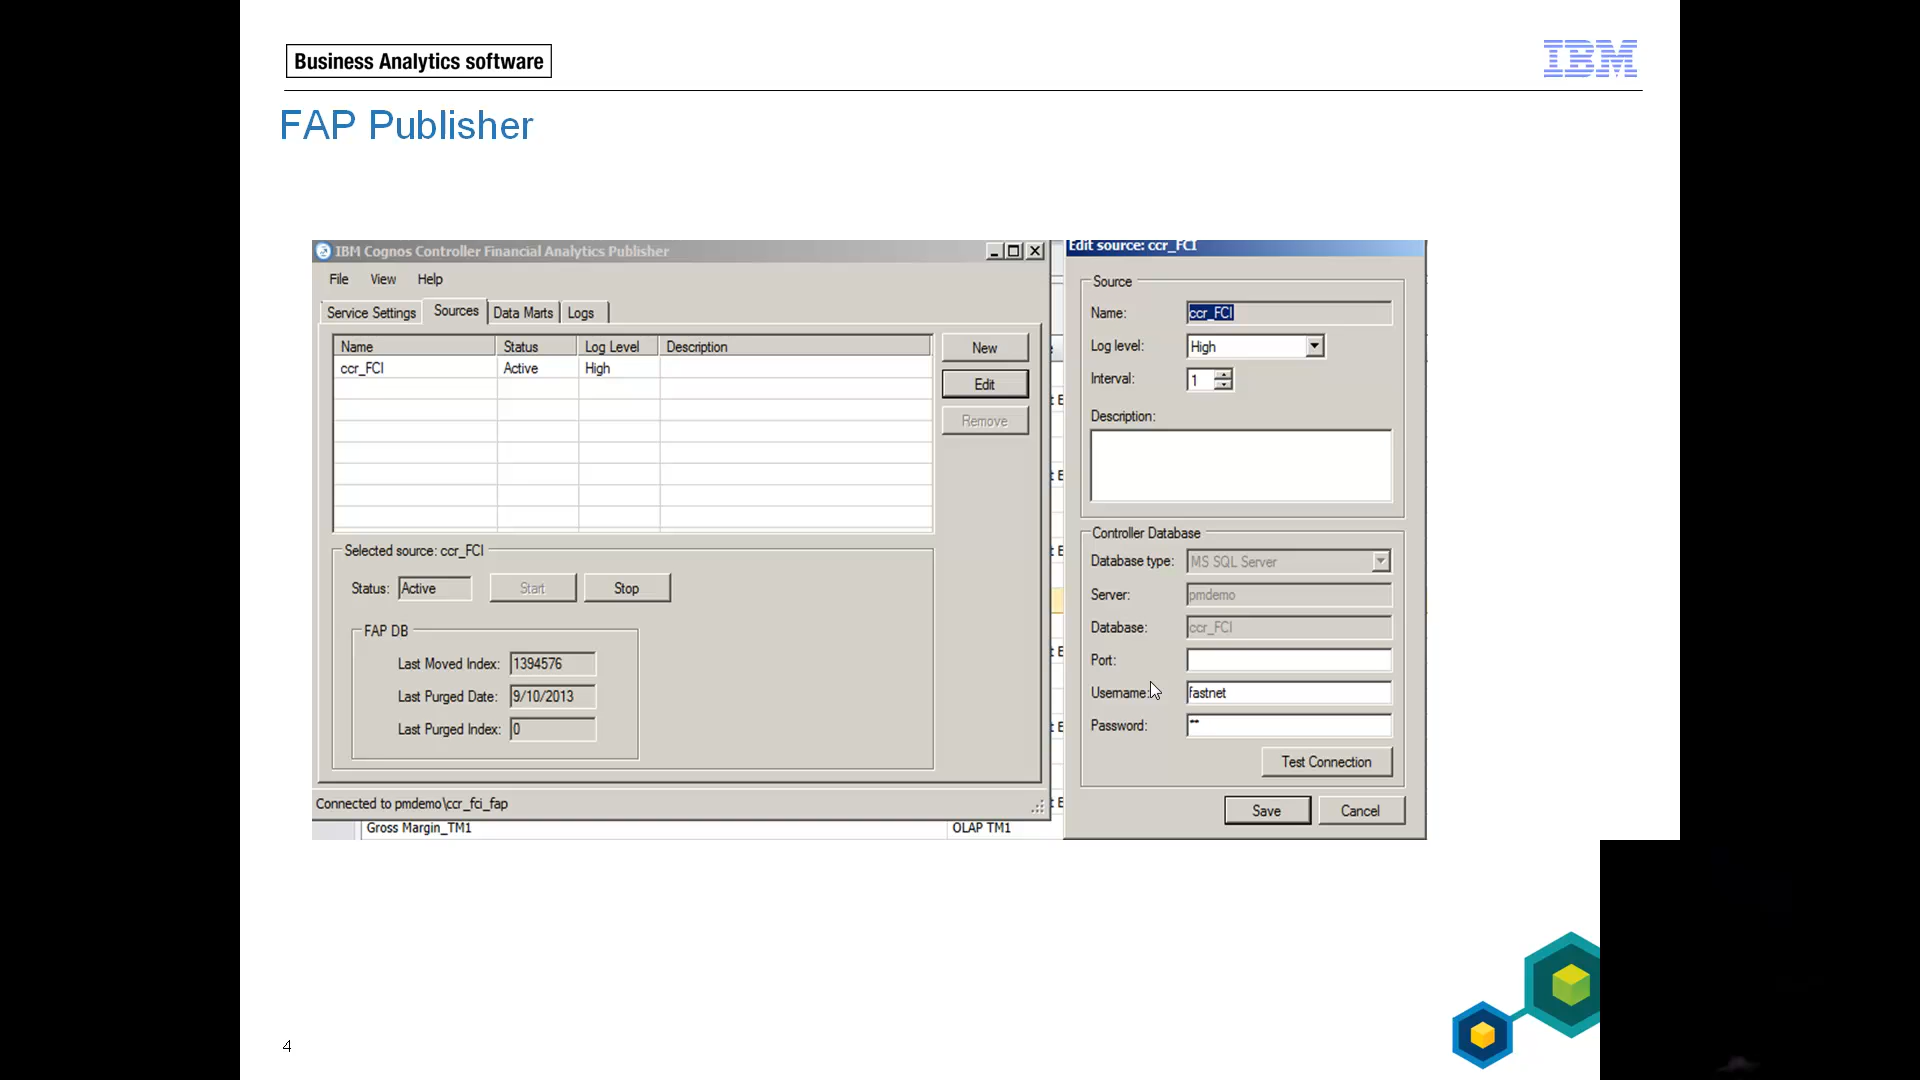 Business Analytics software
IBM
FAP Publisher
IBM Cognos Controller Financial Analytics Publisher
File View Help
Service Settings Sources Data Marts Logs
Name Status Log Level Description
ccr_FCI Active High
New
Edit
Remove
Selected source: ccr_FCI
Status: Active Start Stop
FAP DB
Last Moved Index: 1394576
Last Purged Date: 9/10/2013
Last Purged Index: 0
Connected to pmdemo\ccr_fci_fap
Gross Margin_TM1 OLAP TM1
Edit source: ccr_FCI
Source
Name: ccr_FCI
Log level: High
Interval: 1
Description:
Controller Database
Database type: MS SQL Server
Server: pmdemo
Database: ccr_FCI
Port:
Username: fastnet
Password: **
Test Connection
Save Cancel
4